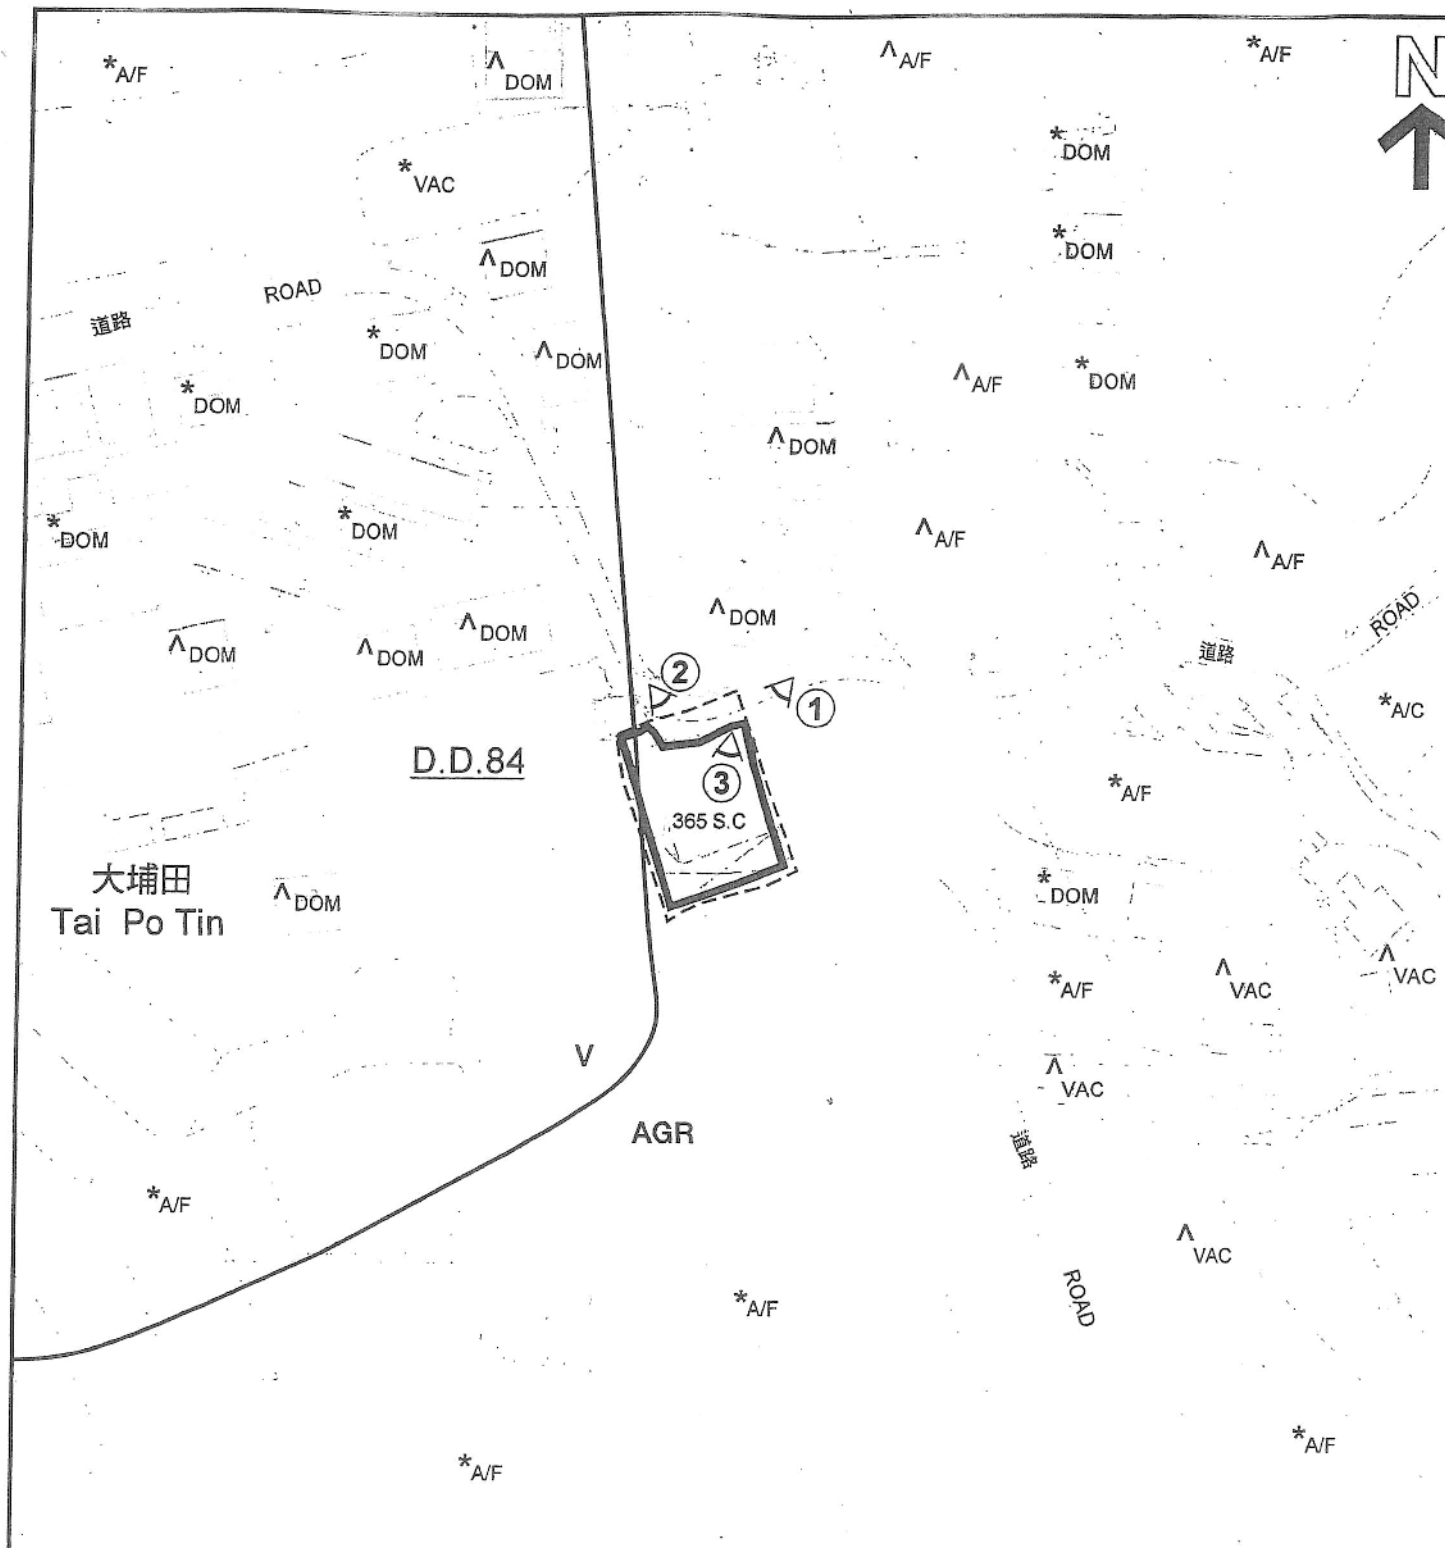 *A/F
^DOM
^A/F
*A/F
N
*DOM
*VAC
*DOM
^DOM
道路
ROAD
*DOM
^DOM
^A/F
*DOM
*DOM
^DOM
*DOM
*DOM
^A/F
^A/F
^DOM
^DOM
^DOM
^DOM
道路
ROAD
②
①
*A/C
D.D.84
③
*A/F
365 S.C
大埔田
Tai Po Tin
^DOM
*DOM
*A/F
^VAC
^VAC
V
^VAC
AGR
道路
*A/F
^VAC
ROAD
*A/F
*A/F
*A/F